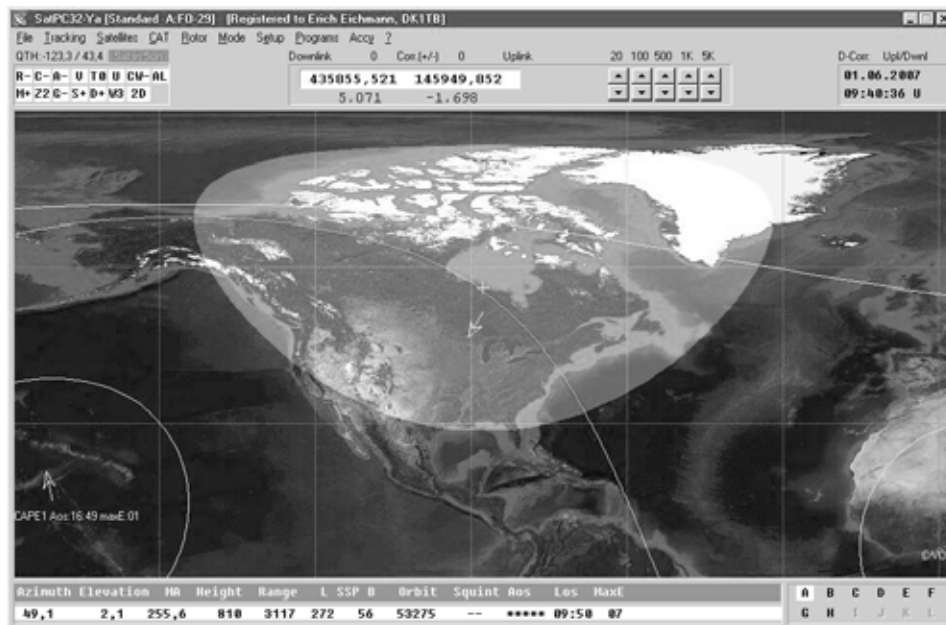 SatPC32-Ya [Standard A:FO-29] [Registered to Erich Eichmann, DK1TB]
File Tracking Satellites CAT Rotor Mode Setup Programs Accy ?
QTH:-123,3 / 43,4
Downlink 0 Corr.(+/-) 0 Uplink 20 100 500 1K 5K D-Corr: Upl/Dwnl
R- C- A- V T0 U CW- AL
435855,521 145949,852
01.06.2007
M+ Z2 G- S+ D+ W3 2D
5.071 -1.698
09:40:36 U
CAPE1 Aos:16:49 maxE:01
Azimuth Elevation MA Height Range L SSP B Orbit Squint Aos Los MaxE
49,1 2,1 255,6 810 3117 272 56 53275 -- ***** 09:50 07
A B C D E F
G H I J K L